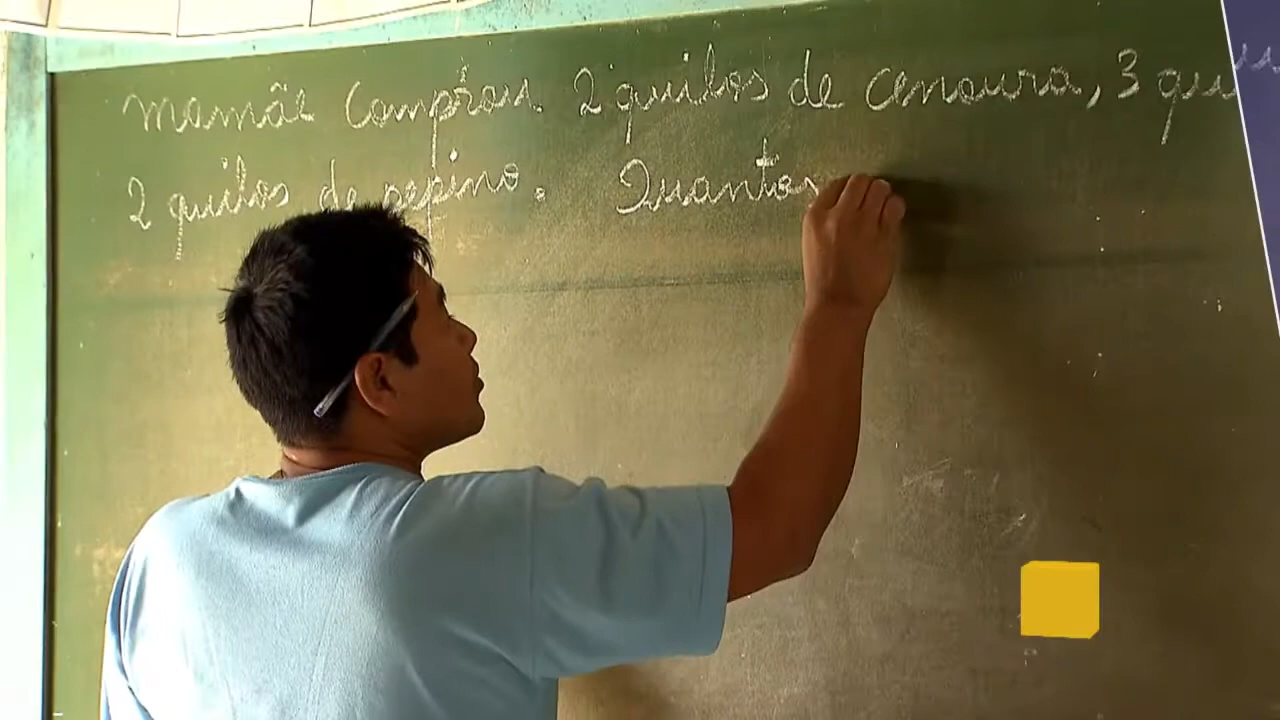 mamãe comprou 2 quilos de cenoura, 3 qui
2 quilos de pepino. Quantos